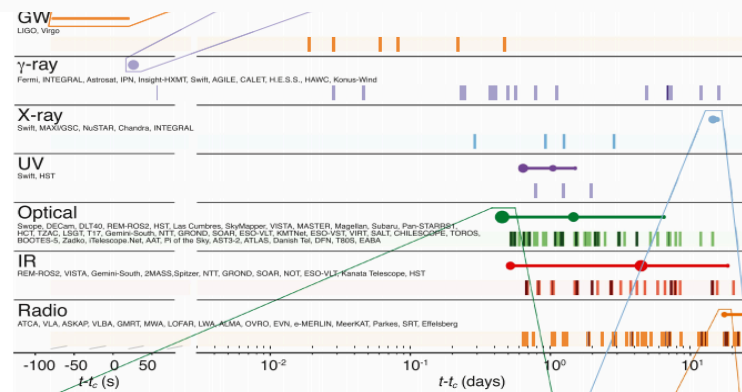 GW
LIGO, Virgo
γ-ray
Fermi, INTEGRAL, Astrosat, IPN, Insight-HXMT, Swift, AGILE, CALET, H.E.S.S., HAWC, Konus-Wind
X-ray
Swift, MAXI/GSC, NuSTAR, Chandra, INTEGRAL
UV
Swift, HST
Optical
Swope, DECam, DLT40, REM-ROS2, HST, Las Cumbres, SkyMapper, VISTA, MASTER, Magellan, Subaru, Pan-STARRS1,
HCT, TZAC, LSGT, T17, Gemini-South, NTT, GROND, SOAR, ESO-VLT, KMTNet, ESO-VST, VIRT, SALT, CHILESCOPE, TOROS,
BOOTES-5, Zadko, iTelescope.Net, AAT, Pi of the Sky, AST3-2, ATLAS, Danish Tel, DFN, T80S, EABA
IR
REM-ROS2, VISTA, Gemini-South, 2MASS,Spitzer, NTT, GROND, SOAR, NOT, ESO-VLT, Kanata Telescope, HST
Radio
ATCA, VLA, ASKAP, VLBA, GMRT, MWA, LOFAR, LWA, ALMA, OVRO, EVN, e-MERLIN, MeerKAT, Parkes, SRT, Effelsberg
-100 -50 0 50 10⁻² 10⁻¹ 10⁰ 10¹
t-t_c (s) t-t_c (days)